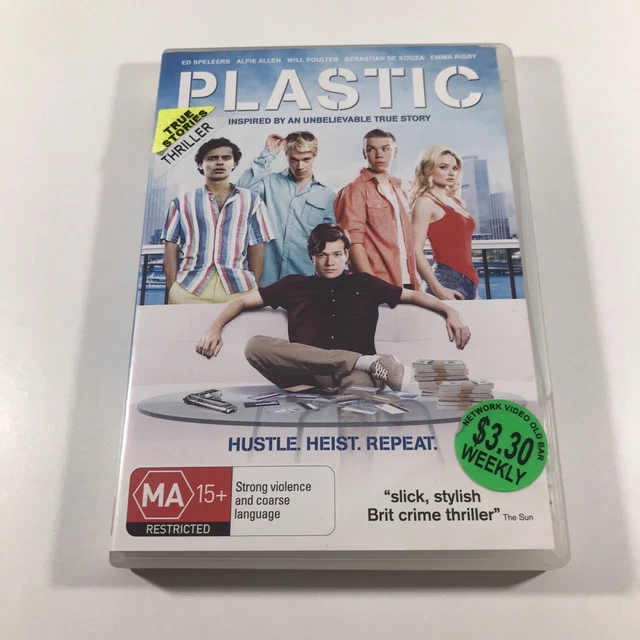 ED SPELEERS ALFIE ALLEN WILL POULTER SEBASTIAN DE SOUZA EMMA RIGBY
PLASTIC
INSPIRED BY AN UNBELIEVABLE TRUE STORY
TRUE
STORIES
THRILLER
HUSTLE. HEIST. REPEAT.
NETWORK VIDEO OLD BAR
$3.30
WEEKLY
MA 15+
RESTRICTED
Strong violence
and coarse
language
“slick, stylish
Brit crime thriller” The Sun